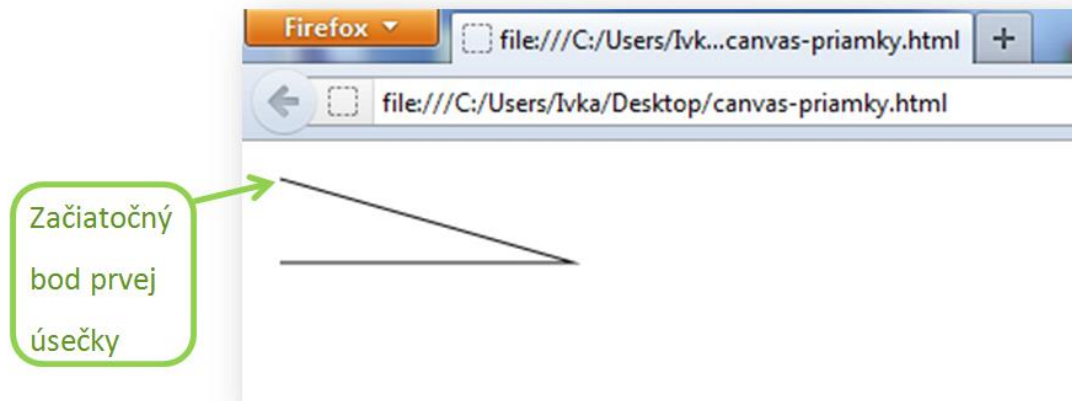 Firefox
file:///C:/Users/Ivk...canvas-priamky.html +
file:///C:/Users/Ivka/Desktop/canvas-priamky.html
Začiatočný
bod prvej
úsečky